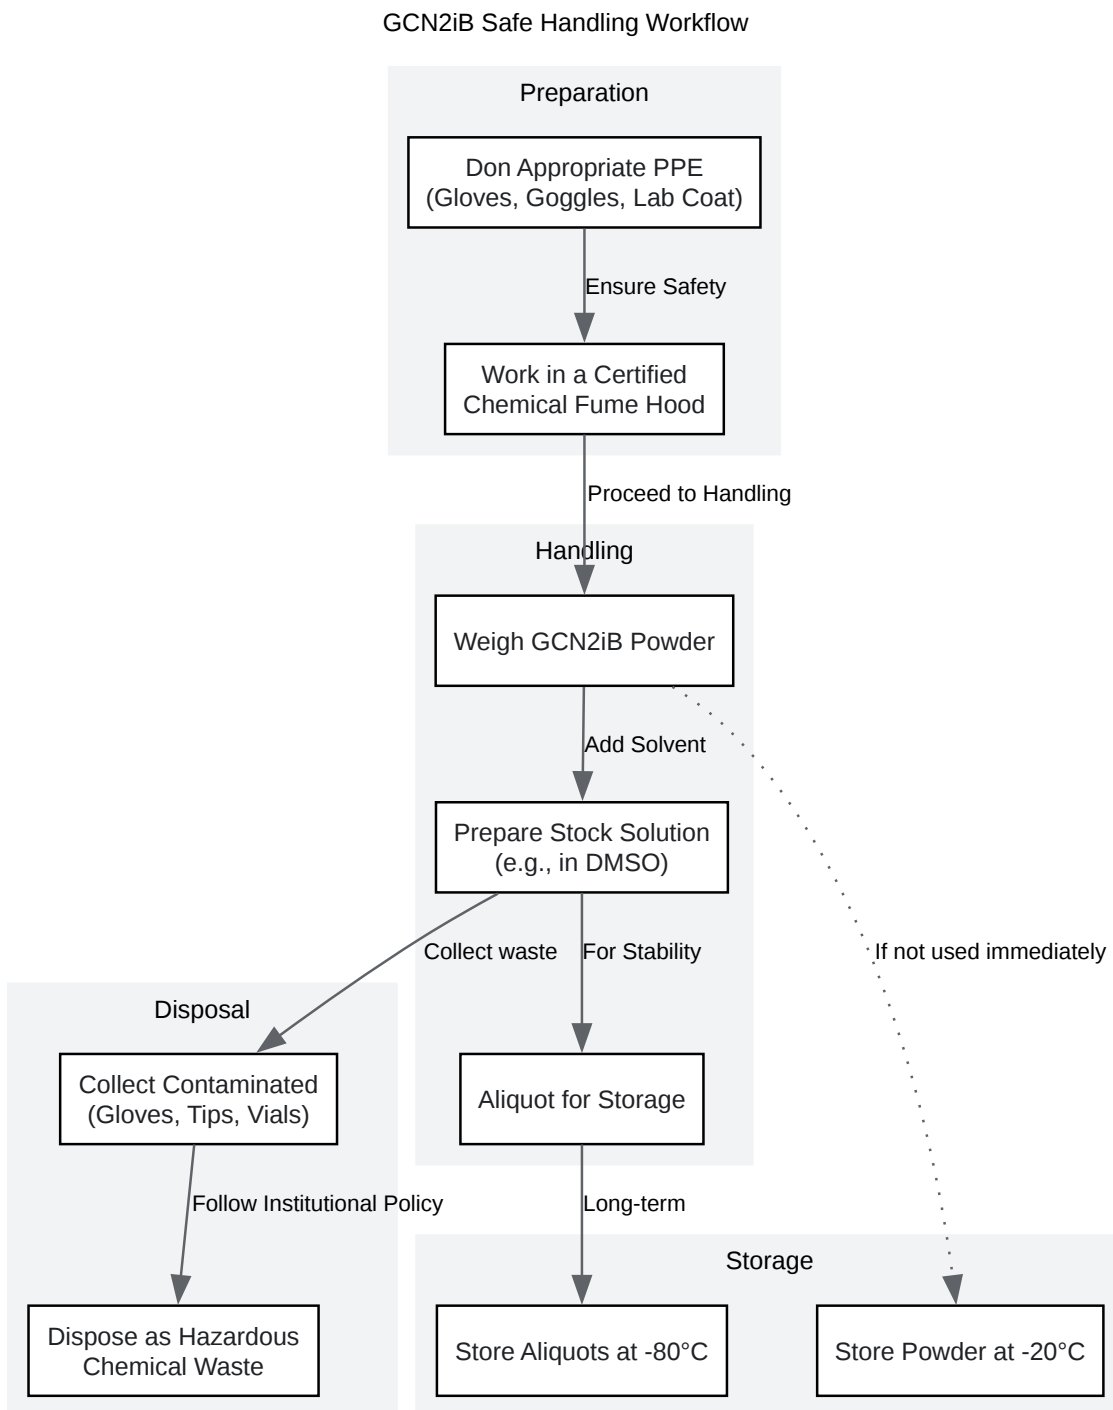 GCN2iB Safe Handling Workflow
Preparation
Don Appropriate PPE
(Gloves, Goggles, Lab Coat)
Ensure Safety
Work in a Certified
Chemical Fume Hood
Proceed to Handling
Handling
Weigh GCN2iB Powder
Add Solvent
Prepare Stock Solution
(e.g., in DMSO)
Collect waste
For Stability
If not used immediately
Disposal
Collect Contaminated
(Gloves, Tips, Vials)
Aliquot for Storage
Follow Institutional Policy
Long-term
Storage
Dispose as Hazardous
Chemical Waste
Store Aliquots at -80°C
Store Powder at -20°C